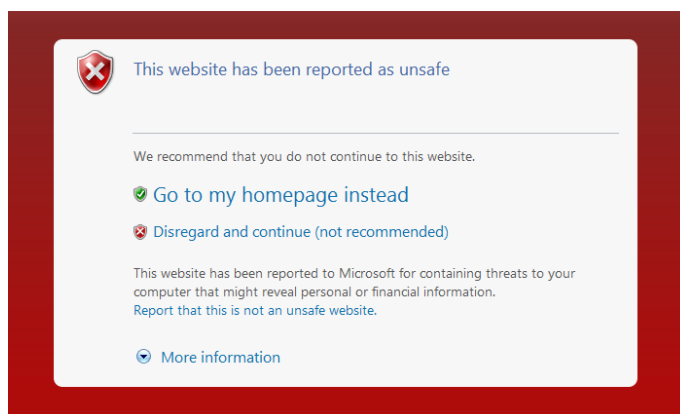 This website has been reported as unsafe
We recommend that you do not continue to this website.
Go to my homepage instead
Disregard and continue (not recommended)
This website has been reported to Microsoft for containing threats to your
computer that might reveal personal or financial information.
Report that this is not an unsafe website.
More information